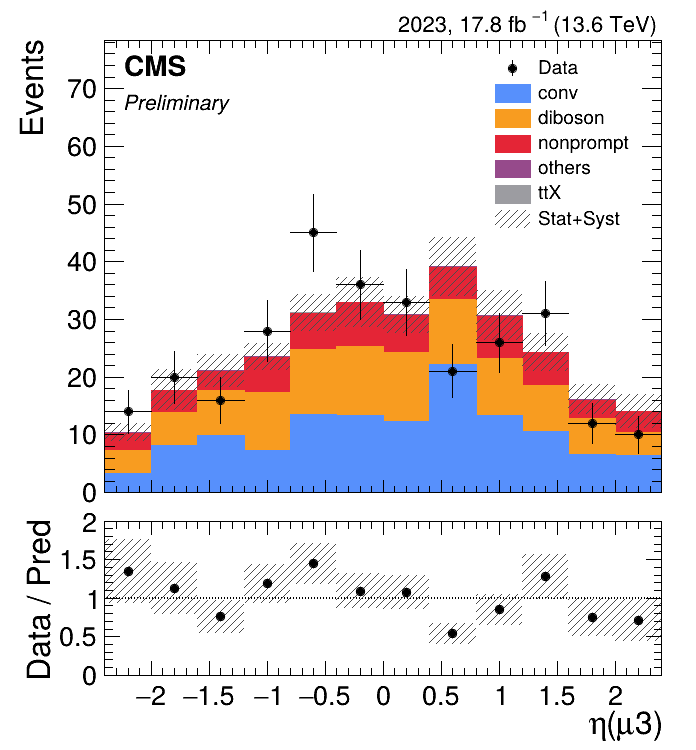 2023, 17.8 fb⁻¹ (13.6 TeV)
Events
CMS
Preliminary
Data
conv
diboson
nonprompt
others
ttX
Stat+Syst
70
60
50
40
30
20
10
0
Data / Pred
2
1.5
1
0.5
0
−2 −1.5 −1 −0.5 0 0.5 1 1.5 2
η(μ3)